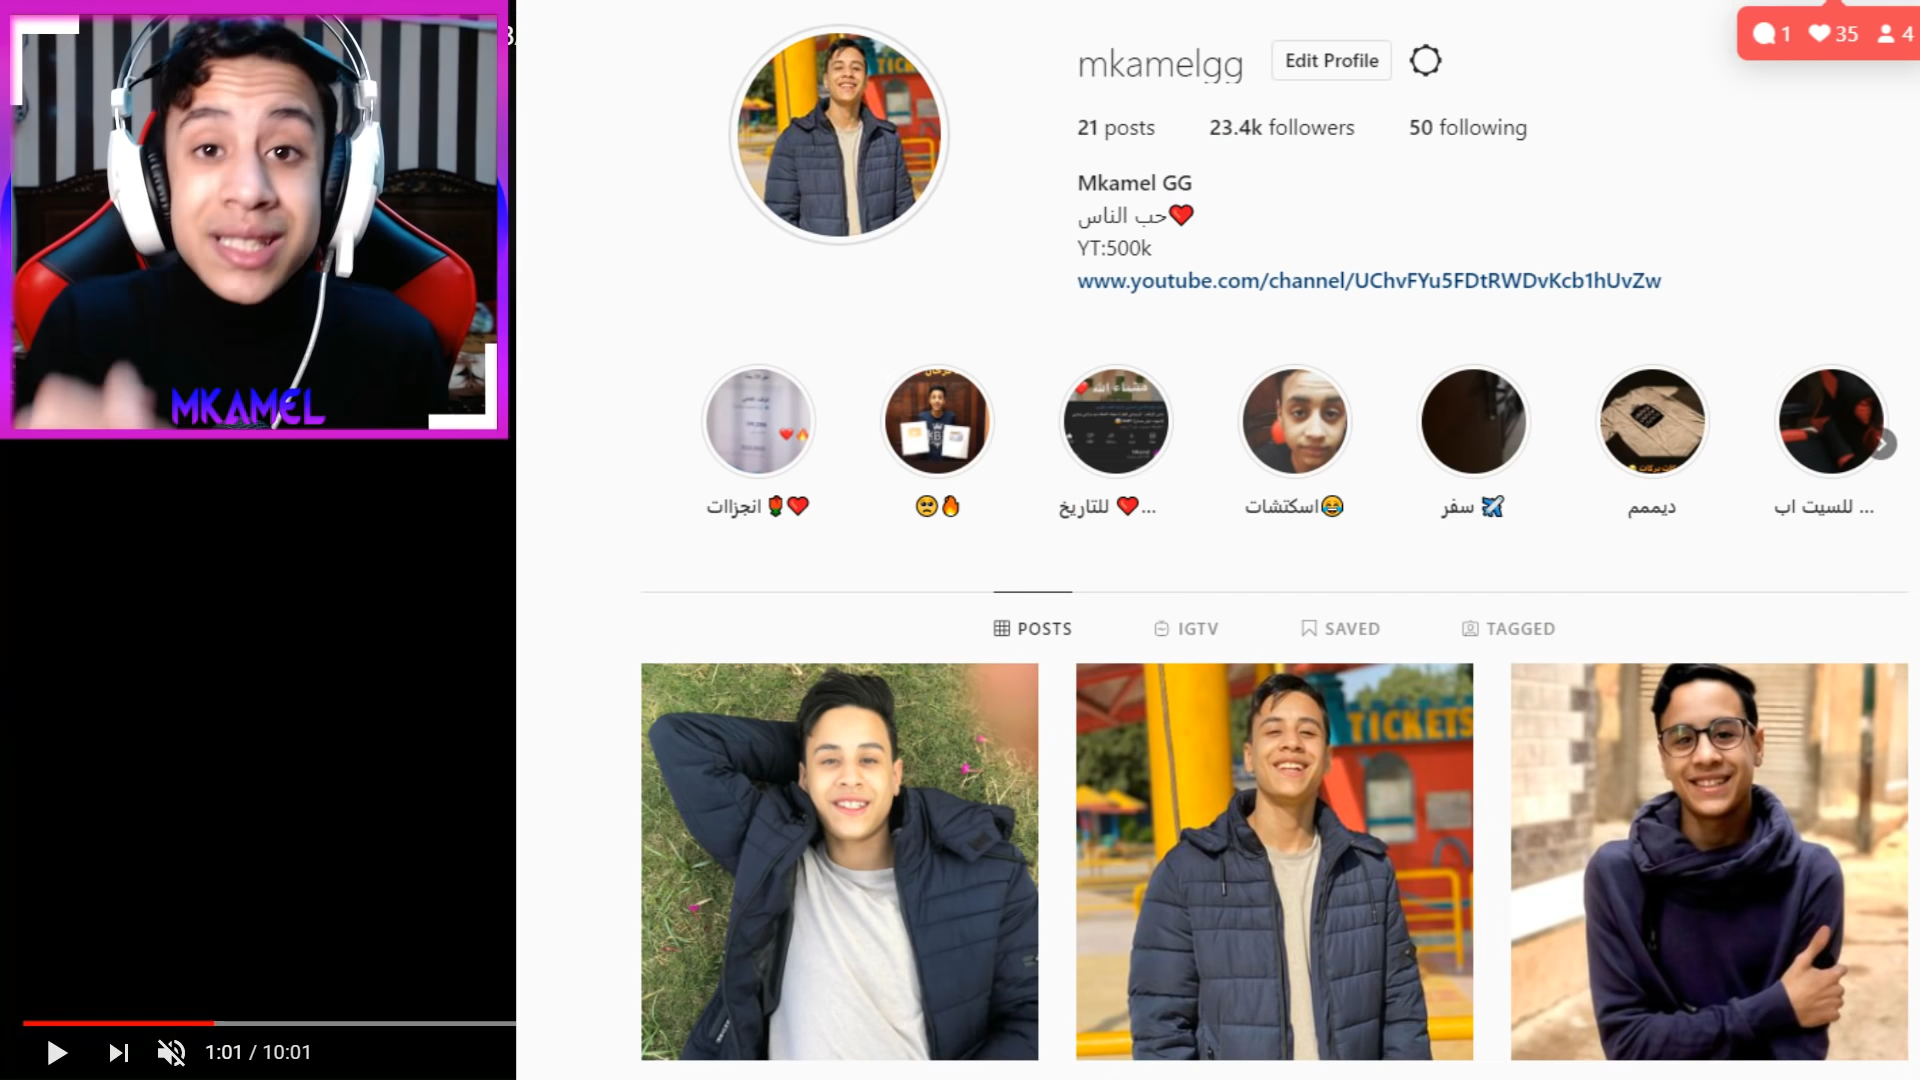 MKAMEL
1:01 / 10:01
mkamelgg
Edit Profile
1 35 4
21 posts 23.4k followers 50 following
Mkamel GG
حب الناس❤️
YT:500k
www.youtube.com/channel/UChvFYu5FDtRWDvKcb1hUvZw
انجزاات 🌹❤️
🥺🔥
للتاريخ ❤️...
اسكتشات😂
سفر ✈️
ديممم
للسيت اب ...
POSTS
IGTV
SAVED
TAGGED
TICKETS